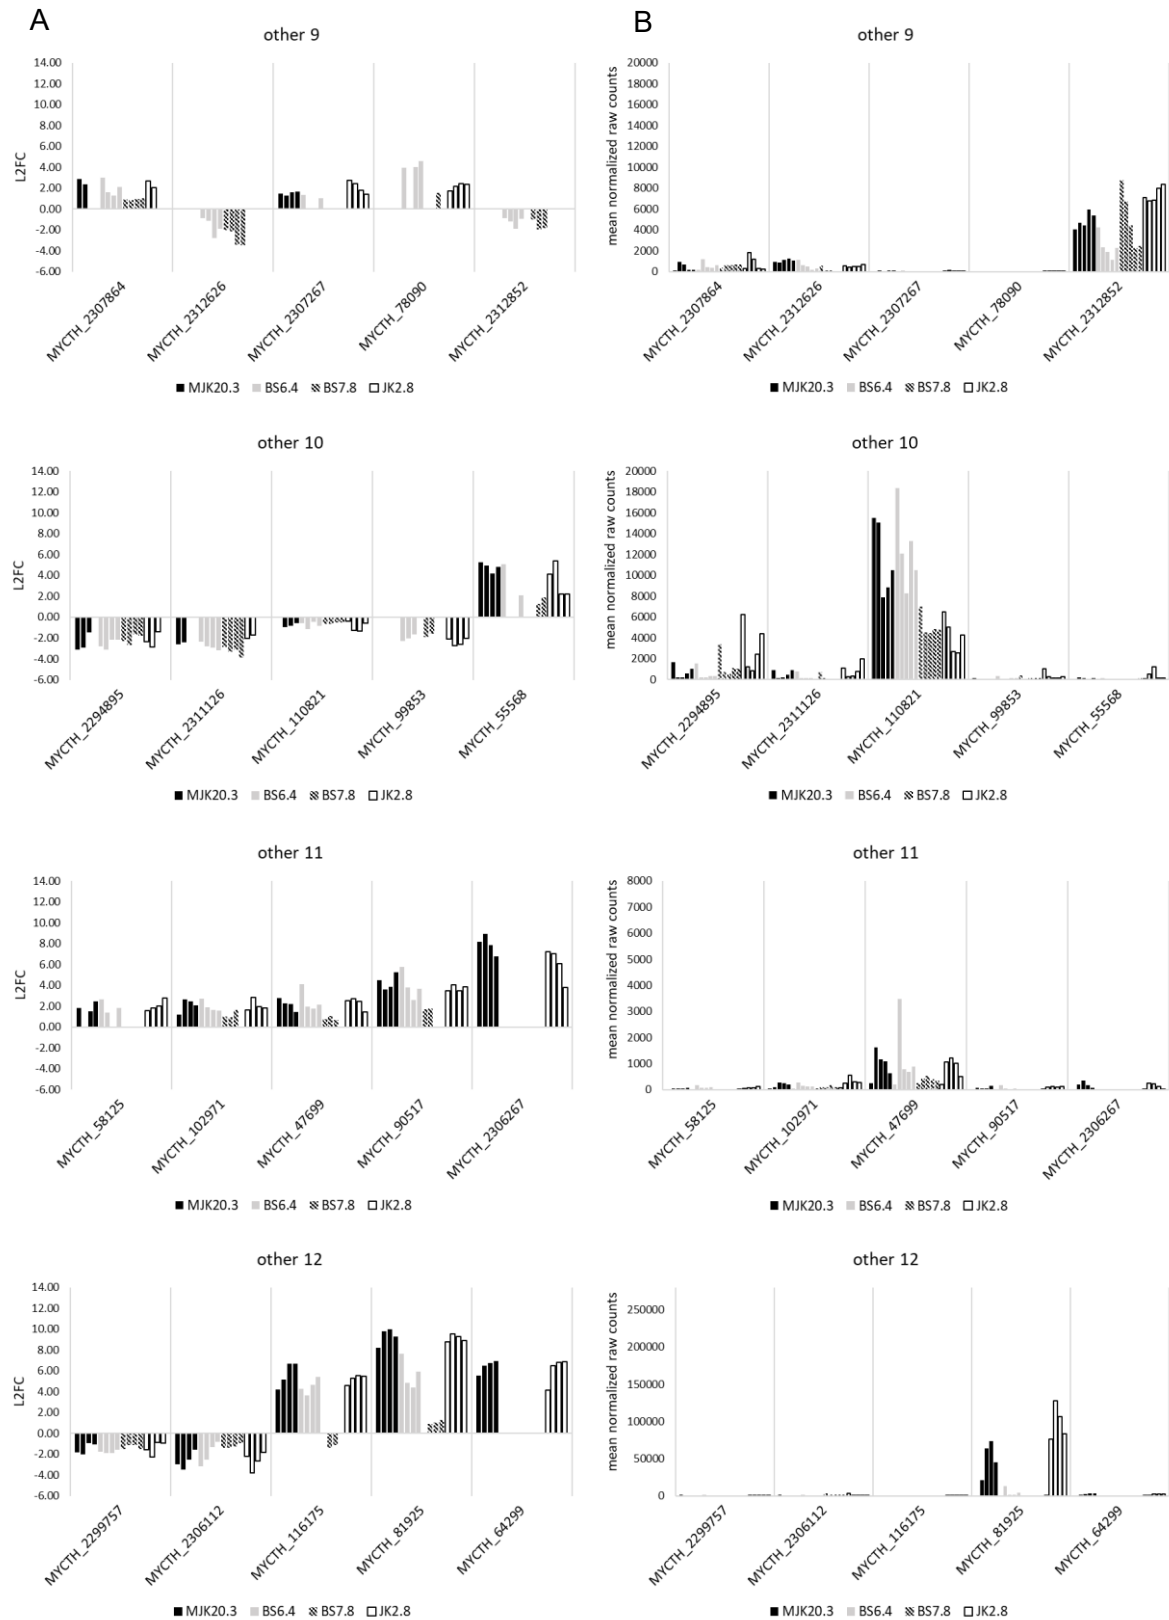 A
B
other 9
14.00
12.00
10.00
8.00
6.00
4.00
2.00
0.00
-2.00
-4.00
-6.00
L2FC
MYCTH_2307864
MYCTH_2312626
MYCTH_2307267
MYCTH_78090
MYCTH_2312852
MJK20.3 BS6.4 BS7.8 JK2.8
other 9
20000
18000
16000
14000
12000
10000
8000
6000
4000
2000
0
mean normalized raw counts
MYCTH_2307864
MYCTH_2312626
MYCTH_2307267
MYCTH_78090
MYCTH_2312852
MJK20.3 BS6.4 BS7.8 JK2.8
other 10
14.00
12.00
10.00
8.00
6.00
4.00
2.00
0.00
-2.00
-4.00
-6.00
L2FC
MYCTH_2294895
MYCTH_2311126
MYCTH_110821
MYCTH_99853
MYCTH_55568
MJK20.3 BS6.4 BS7.8 JK2.8
other 10
20000
18000
16000
14000
12000
10000
8000
6000
4000
2000
0
mean normalized raw counts
MYCTH_2294895
MYCTH_2311126
MYCTH_110821
MYCTH_99853
MYCTH_55568
MJK20.3 BS6.4 BS7.8 JK2.8
other 11
14.00
12.00
10.00
8.00
6.00
4.00
2.00
0.00
-2.00
-4.00
-6.00
L2FC
MYCTH_58125
MYCTH_102971
MYCTH_47699
MYCTH_90517
MYCTH_2306267
MJK20.3 BS6.4 BS7.8 JK2.8
other 11
8000
7000
6000
5000
4000
3000
2000
1000
0
mean normalized raw counts
MYCTH_58125
MYCTH_102971
MYCTH_47699
MYCTH_90517
MYCTH_2306267
MJK20.3 BS6.4 BS7.8 JK2.8
other 12
14.00
12.00
10.00
8.00
6.00
4.00
2.00
0.00
-2.00
-4.00
-6.00
L2FC
MYCTH_2299757
MYCTH_2306112
MYCTH_116175
MYCTH_81925
MYCTH_64299
MJK20.3 BS6.4 BS7.8 JK2.8
other 12
250000
200000
150000
100000
50000
0
mean normalized raw counts
MYCTH_2299757
MYCTH_2306112
MYCTH_116175
MYCTH_81925
MYCTH_64299
MJK20.3 BS6.4 BS7.8 JK2.8